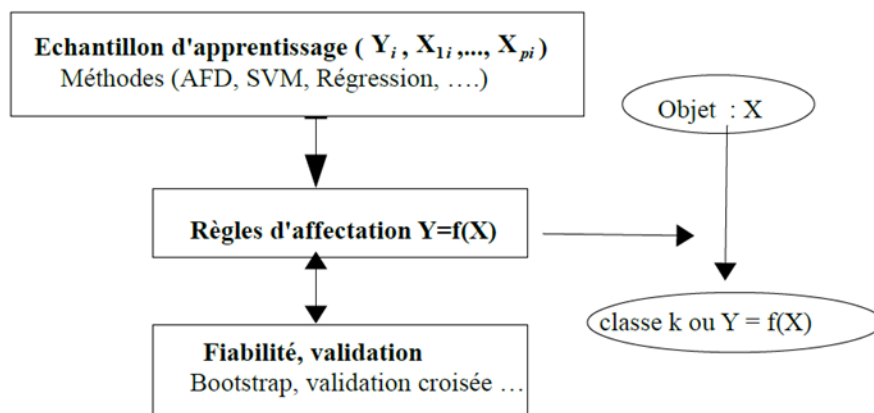 Echantillon d'apprentissage ( Y_i , X_1i ,..., X_pi )
Méthodes (AFD, SVM, Régression, ….)
Objet : X
Règles d'affectation Y=f(X)
classe k ou Y = f(X)
Fiabilité, validation
Bootstrap, validation croisée …